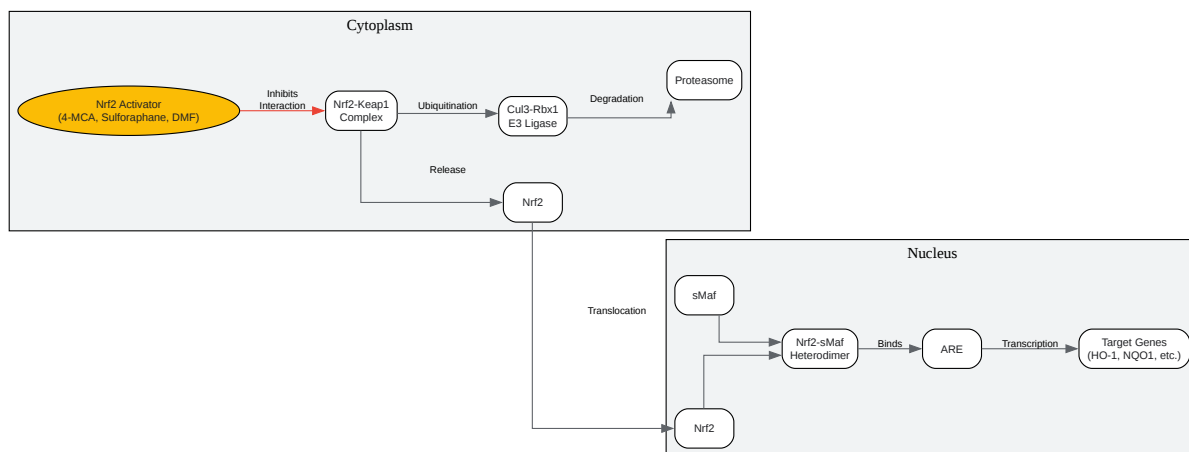 Cytoplasm
Nrf2 Activator
(4-MCA, Sulforaphane, DMF)
Inhibits
Interaction
Nrf2-Keap1
Complex
Ubiquitination
Cul3-Rbx1
E3 Ligase
Degradation
Proteasome
Release
Nrf2
Translocation
Nucleus
sMaf
Nrf2
Nrf2-sMaf
Heterodimer
Binds
ARE
Transcription
Target Genes
(HO-1, NQO1, etc.)